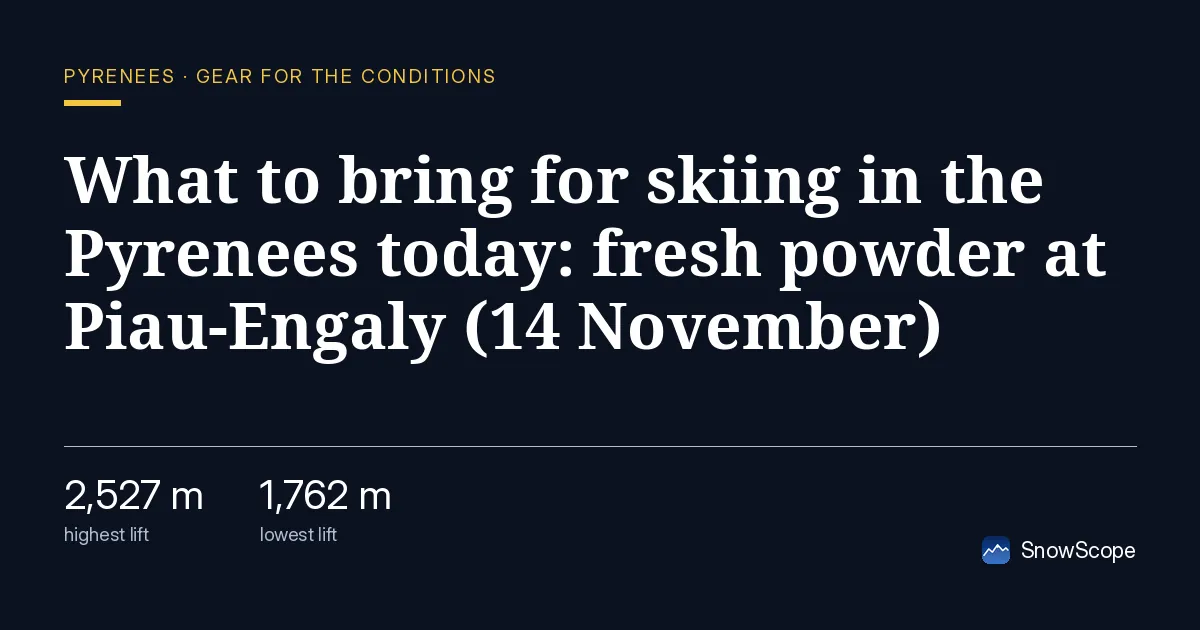 PYRENEES · GEAR FOR THE CONDITIONS
What to bring for skiing in the
Pyrenees today: fresh powder at
Piau-Engaly (14 November)
2,527 m
highest lift
1,762 m
lowest lift
SnowScope